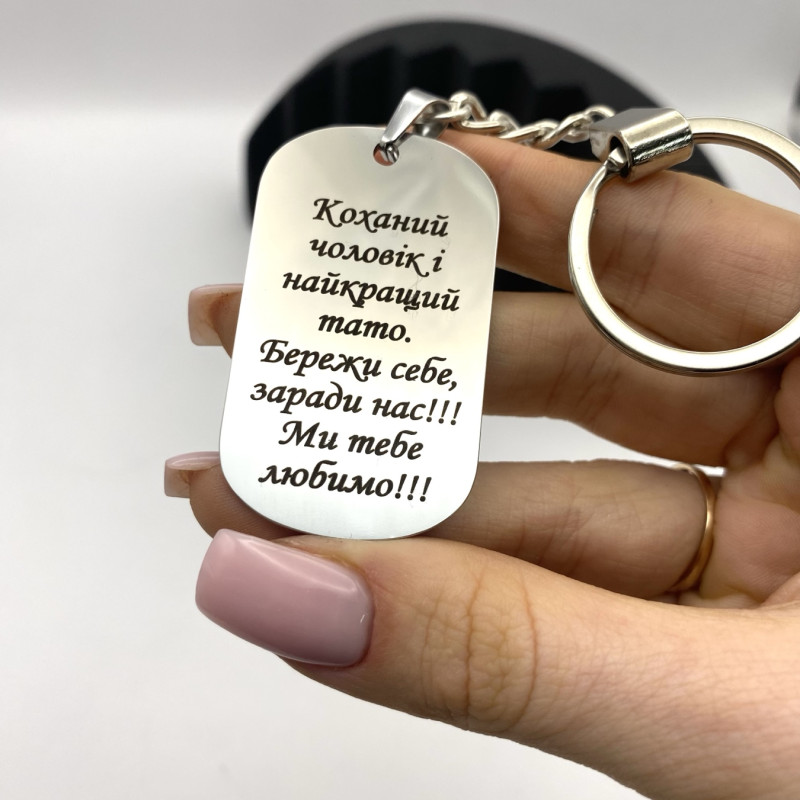 Коханий
чоловік і
найкращий
тато.
Бережи себе,
заради нас!!!
Ми тебе
любимо!!!